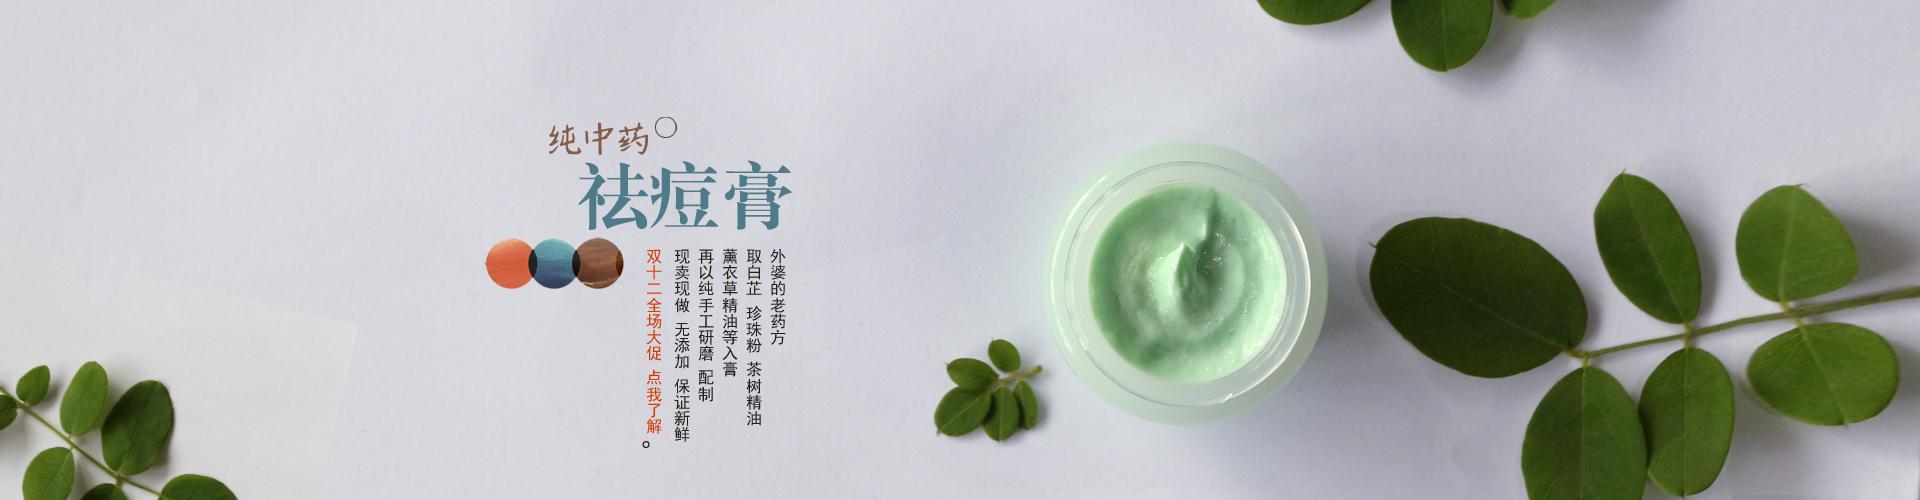 纯中药
祛痘膏
外婆的老药方
取白芷 珍珠粉 茶树精油
薰衣草精油等入膏
再以纯手工研磨 配制
现卖现做 无添加 保证新鲜
双十二全场大促 点我了解。